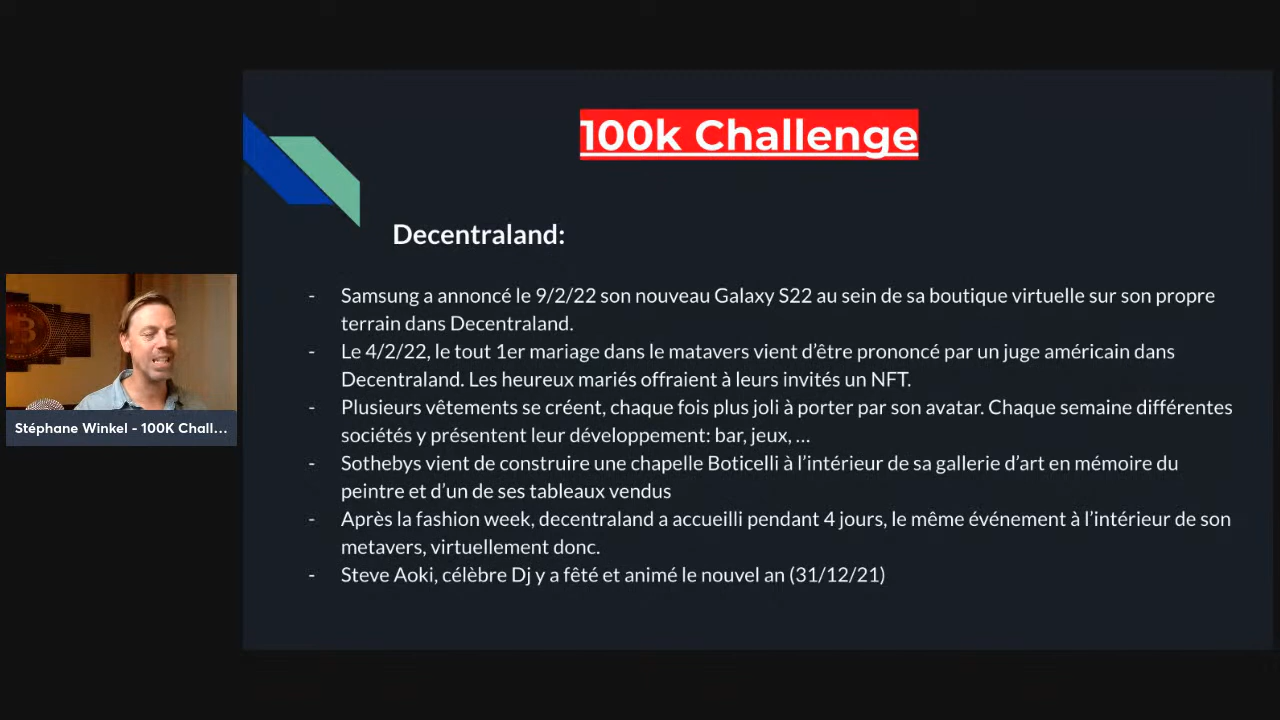 100k Challenge
Decentraland:
- Samsung a annoncé le 9/2/22 son nouveau Galaxy S22 au sein de sa boutique virtuelle sur son propre
terrain dans Decentraland.
- Le 4/2/22, le tout 1er mariage dans le matavers vient d'être prononcé par un juge américain dans
Decentraland. Les heureux mariés offraient à leurs invités un NFT.
- Plusieurs vêtements se créent, chaque fois plus joli à porter par son avatar. Chaque semaine différentes
sociétés y présentent leur développement: bar, jeux, ...
- Sothebys vient de construire une chapelle Boticelli à l'intérieur de sa gallerie d'art en mémoire du
peintre et d'un de ses tableaux vendus
- Après la fashion week, decentraland a accueilli pendant 4 jours, le même événement à l'intérieur de son
metavers, virtuellement donc.
- Steve Aoki, célèbre Dj y a fêté et animé le nouvel an (31/12/21)
Stéphane Winkel - 100K Chall...